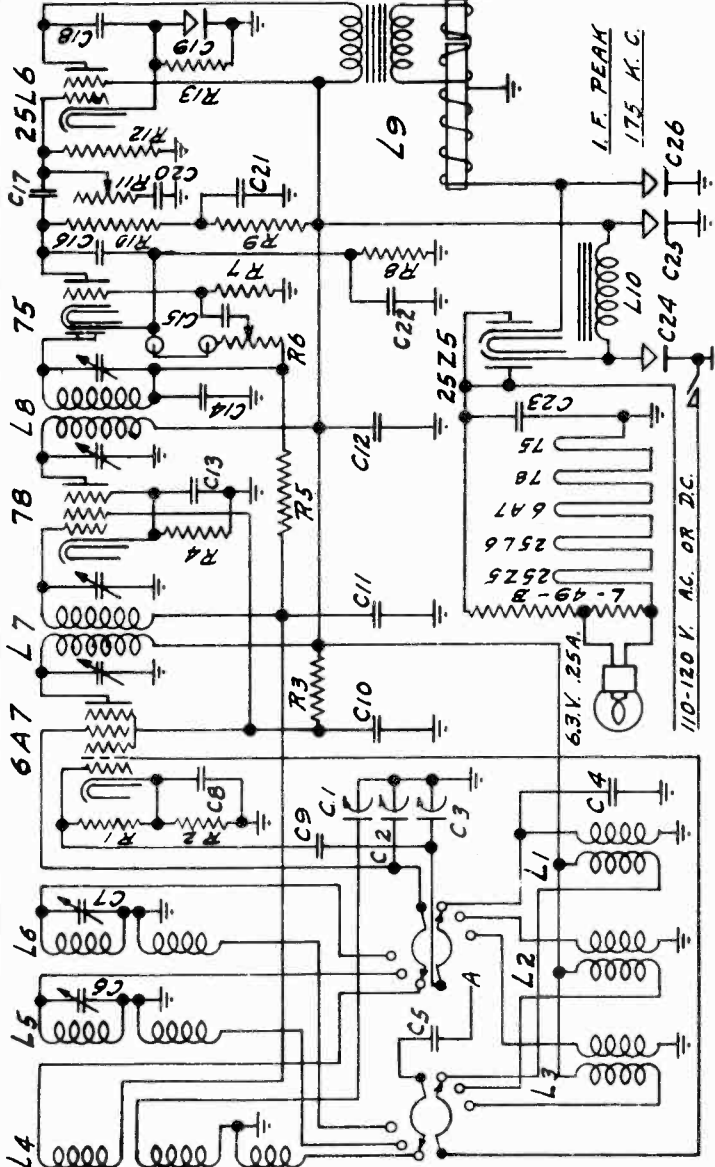 L4
L5
L6
6A7
L7
78
L8
75
C17
25L6
C18
C19
R13
R12
R11
C20
C16
R10
C21
R9
R7
C15
R6
R8
C22
C14
C13
R4
R5
C12
C11
R3
C10
C6
C7
R1
R2
C8
C9
C1
C2
C3
C5
A
C4
L1
L2
L3
L9
I.F. PEAK
175 K.C.
C26
C25
L10
C24
25Z5
C23
75
78
6A7
25L6
25Z5
L-49-B
6.3 V. .25A.
110-120 V. A.C. OR D.C.